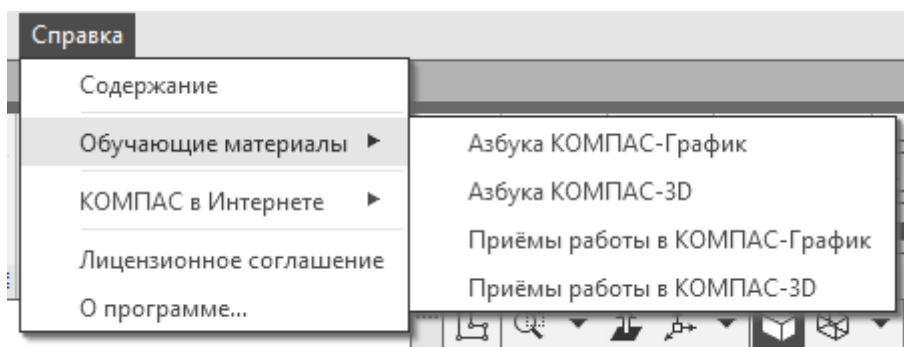 Справка
Содержание
Обучающие материалы
КОМПАС в Интернете
Лицензионное соглашение
О программе...
Азбука КОМПАС-График
Азбука КОМПАС-3D
Приёмы работы в КОМПАС-График
Приёмы работы в КОМПАС-3D